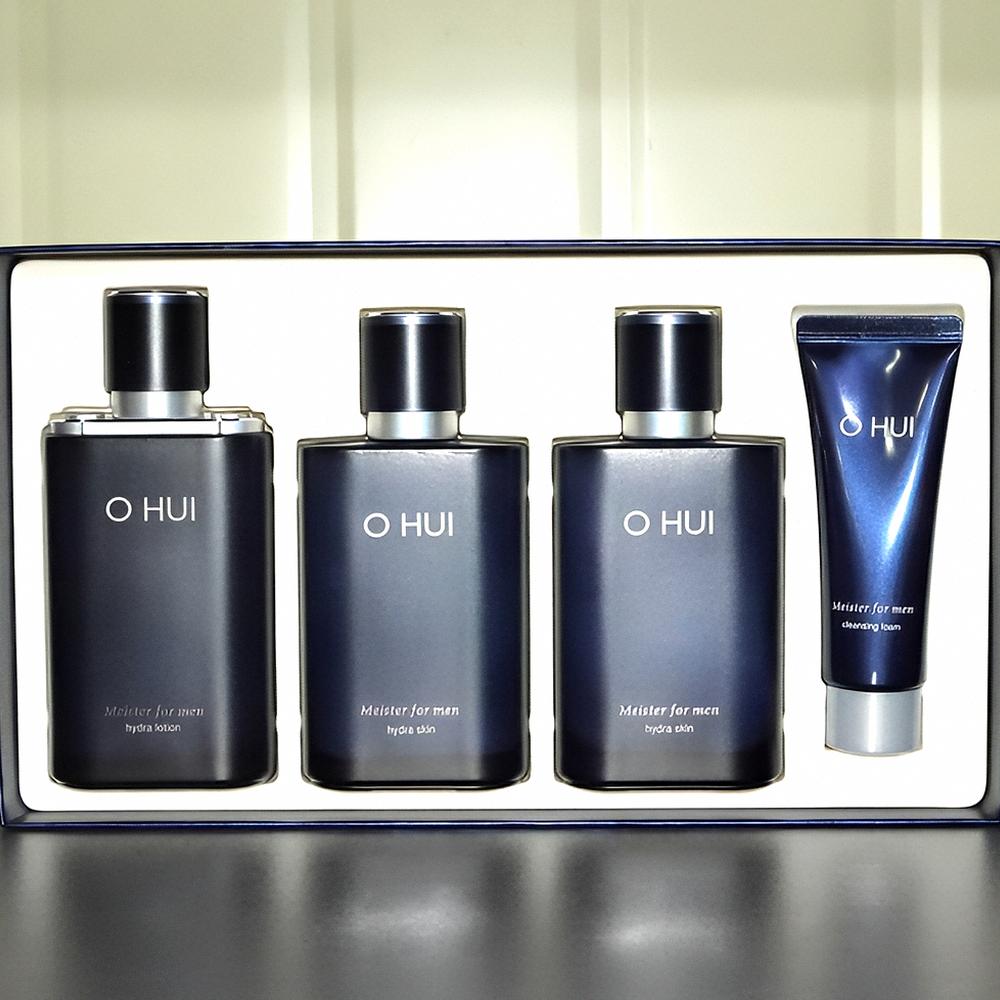 O HUI
Meister for men
hydra lotion
O HUI
Meister for men
hydra skin
O HUI
Meister for men
hydra skin
O HUI
Meister for men
cleansing foam